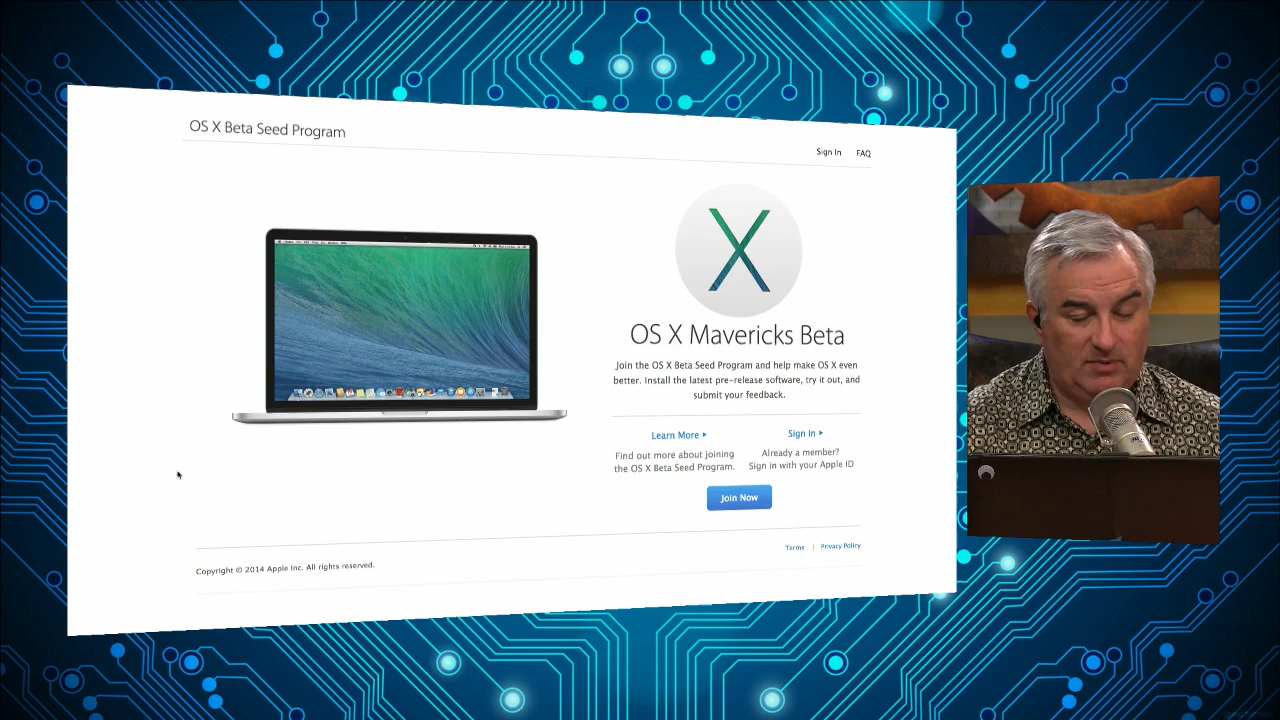 OS X Beta Seed Program
Sign In FAQ
X
OS X Mavericks Beta
Join the OS X Beta Seed Program and help make OS X even
better. Install the latest pre-release software, try it out, and
submit your feedback.
Learn More ▸
Find out more about joining
the OS X Beta Seed Program.
Sign In ▸
Already a member?
Sign in with your Apple ID
Join Now
Terms | Privacy Policy
Copyright © 2014 Apple Inc. All rights reserved.